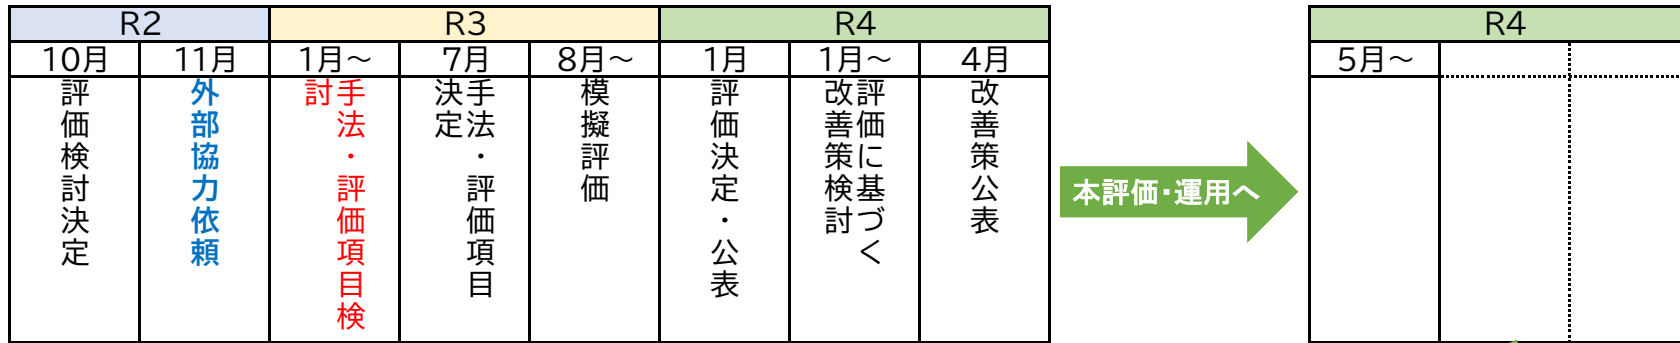 R2
R3
R4
10月
11月
1月～
7月
8月～
1月
1月～
4月
評価検討決定
外部協力依頼
手法・評価項目検
討
手法・評価項目
決定
模擬評価
評価決定・公表
評価に基づく
改善策検討
改善策公表
本評価・運用へ
R4
5月～